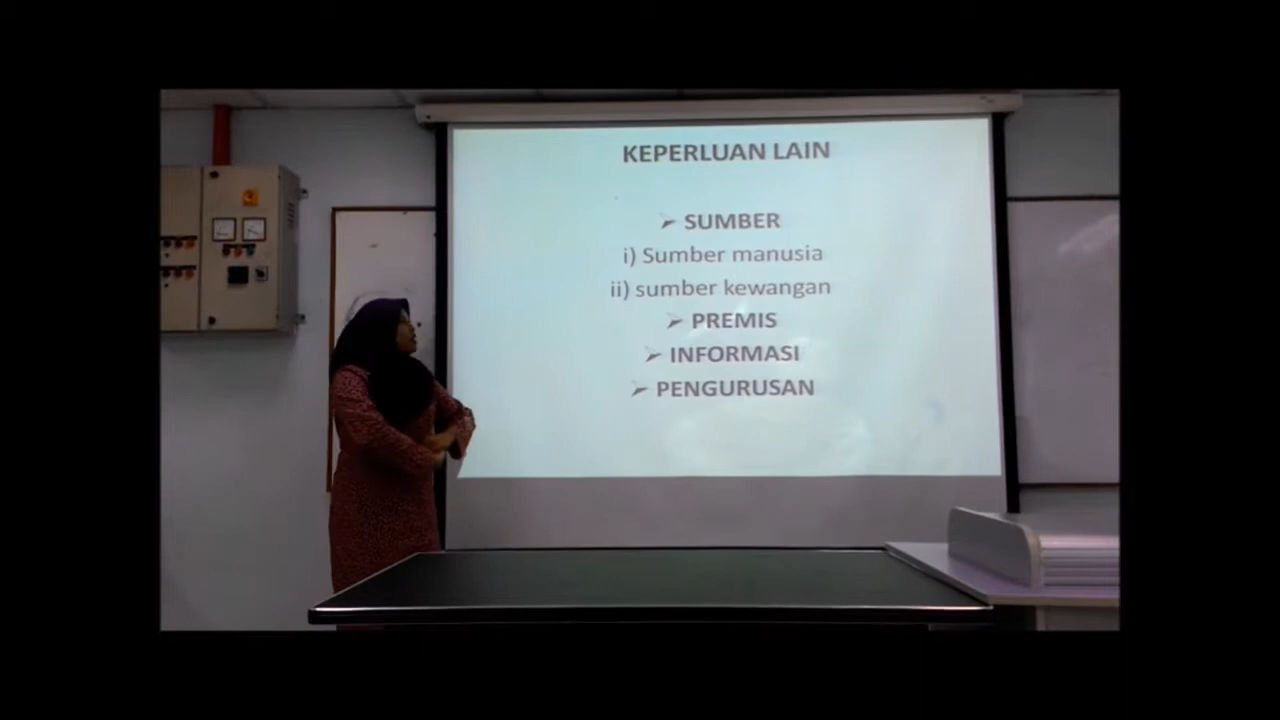 KEPERLUAN LAIN
➢ SUMBER
i) Sumber manusia
ii) sumber kewangan
➢ PREMIS
➢ INFORMASI
➢ PENGURUSAN